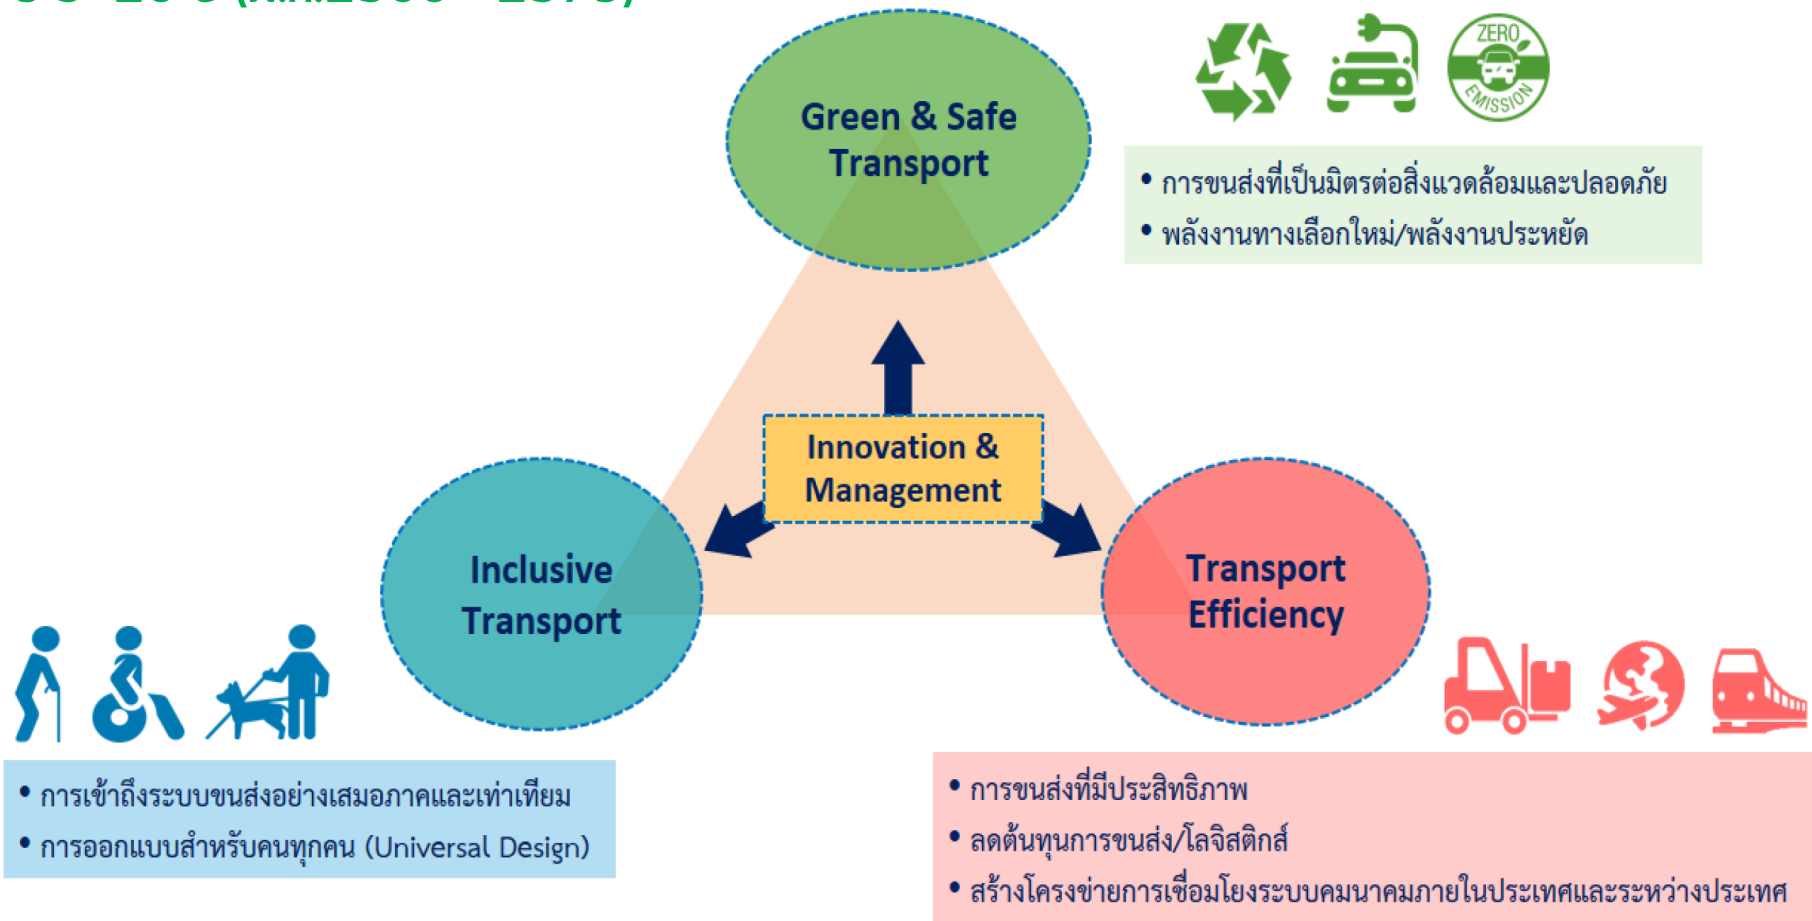 Green & Safe
Transport
ZERO
EMISSION
• การขนส่งที่เป็นมิตรต่อสิ่งแวดล้อมและปลอดภัย
• พลังงานทางเลือกใหม่/พลังงานประหยัด
Innovation &
Management
Inclusive
Transport
Transport
Efficiency
• การเข้าถึงระบบขนส่งอย่างเสมอภาคและเท่าเทียม
• การออกแบบสำหรับคนทุกคน (Universal Design)
• การขนส่งที่มีประสิทธิภาพ
• ลดต้นทุนการขนส่ง/โลจิสติกส์
• สร้างโครงข่ายการเชื่อมโยงระบบคมนาคมภายในประเทศและระหว่างประเทศ